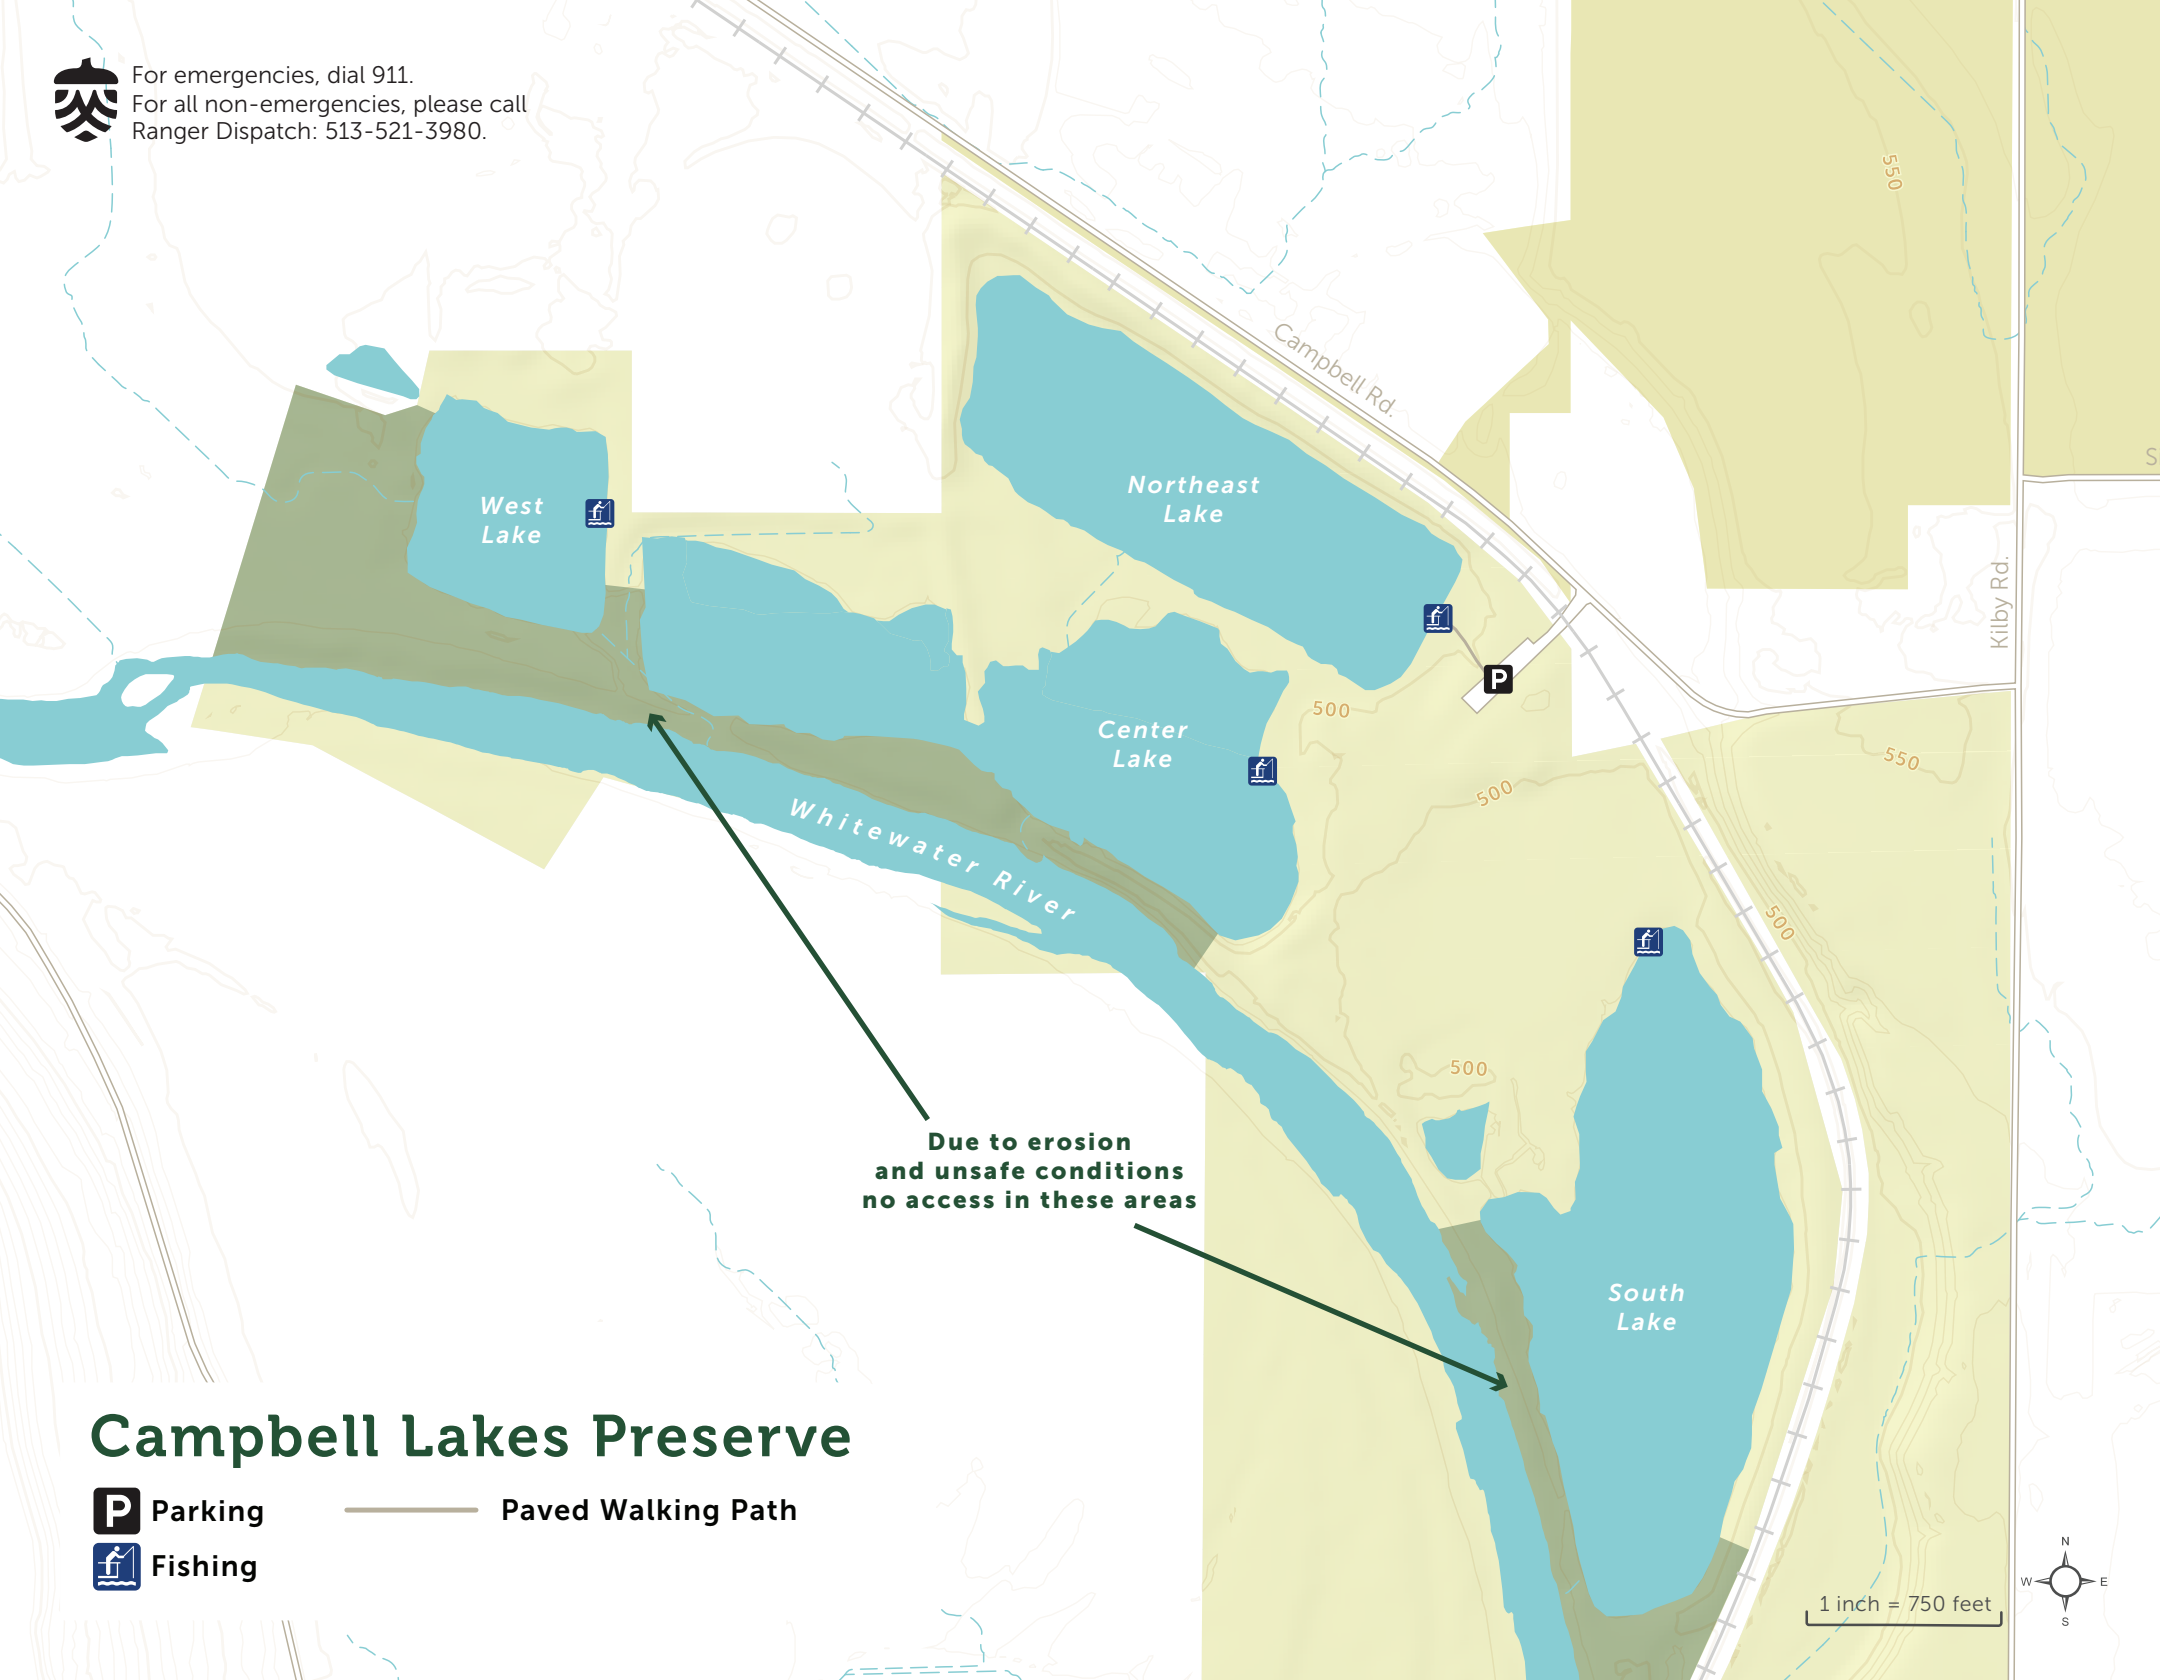 For emergencies, dial 911.
For all non-emergencies, please call
Ranger Dispatch: 513-521-3980.
550
Campbell Rd.
S
Northeast
Lake
West
Lake
Kilby Rd.
P
500
Center
Lake
550
500
Whitewater River
500
500
Due to erosion
and unsafe conditions
no access in these areas
South
Lake
Campbell Lakes Preserve
P Parking
Paved Walking Path
Fishing
N
W E
S
1 inch = 750 feet